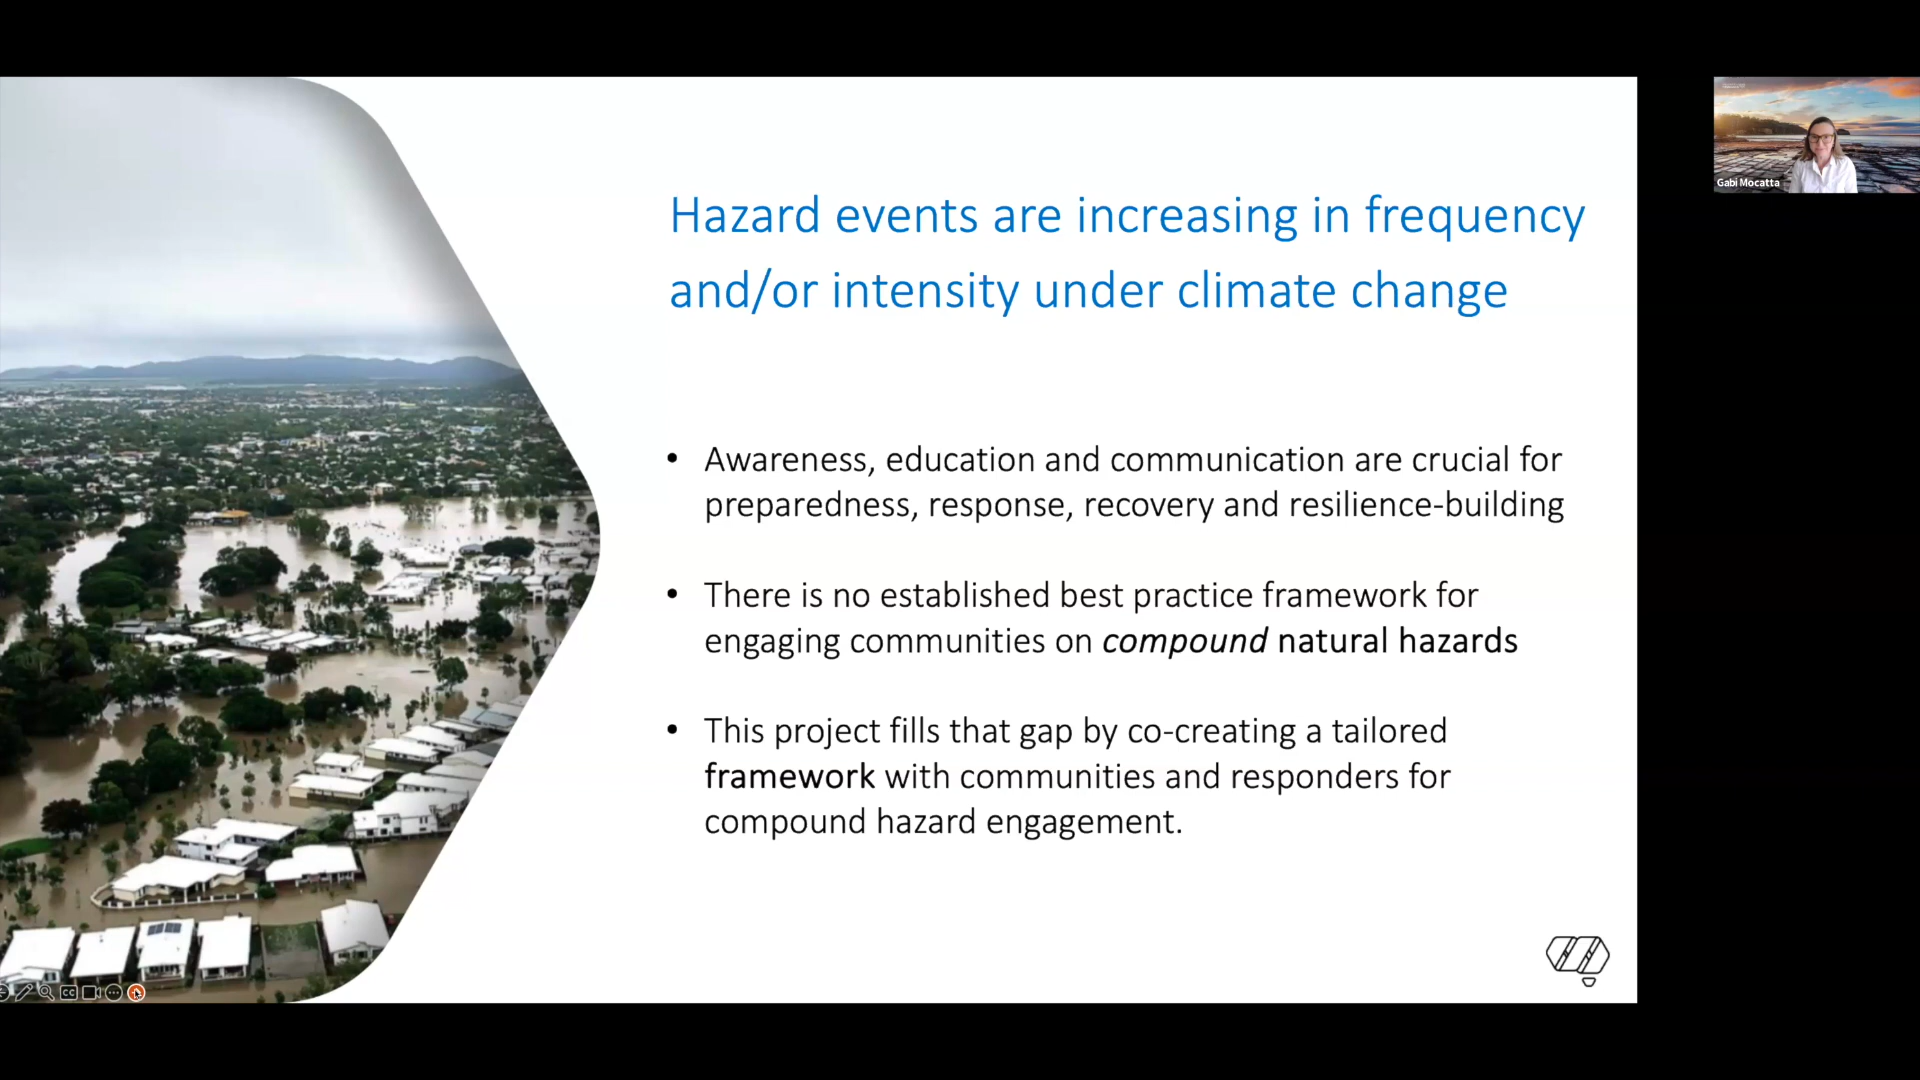 Hazard events are increasing in frequency
and/or intensity under climate change
• Awareness, education and communication are crucial for
preparedness, response, recovery and resilience-building
• There is no established best practice framework for
engaging communities on compound natural hazards
• This project fills that gap by co-creating a tailored
framework with communities and responders for
compound hazard engagement.
Gabi Mocatta
CC